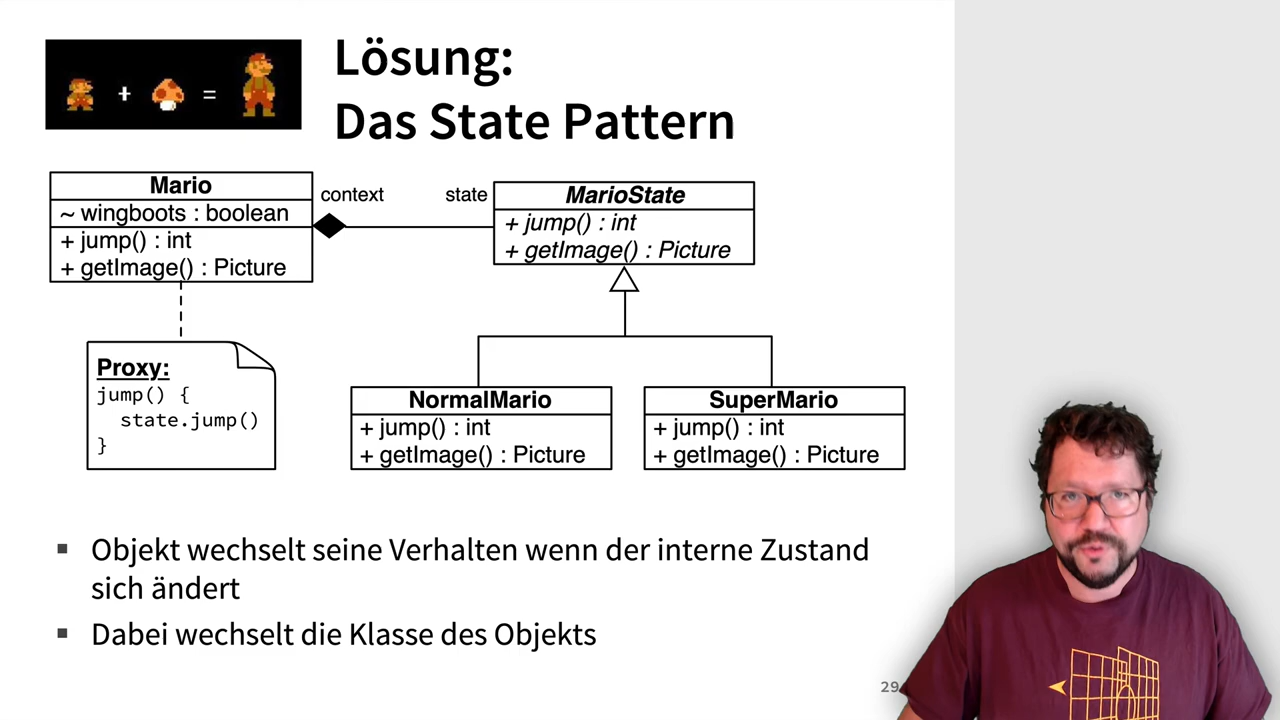 + =
Lösung:
Das State Pattern
Mario
~ wingboots : boolean
+ jump() : int
+ getImage() : Picture
context
state
MarioState
+ jump() : int
+ getImage() : Picture
Proxy:
jump() {
state.jump()
}
NormalMario
+ jump() : int
+ getImage() : Picture
SuperMario
+ jump() : int
+ getImage() : Picture
▪ Objekt wechselt seine Verhalten wenn der interne Zustand
sich ändert
▪ Dabei wechselt die Klasse des Objekts
29